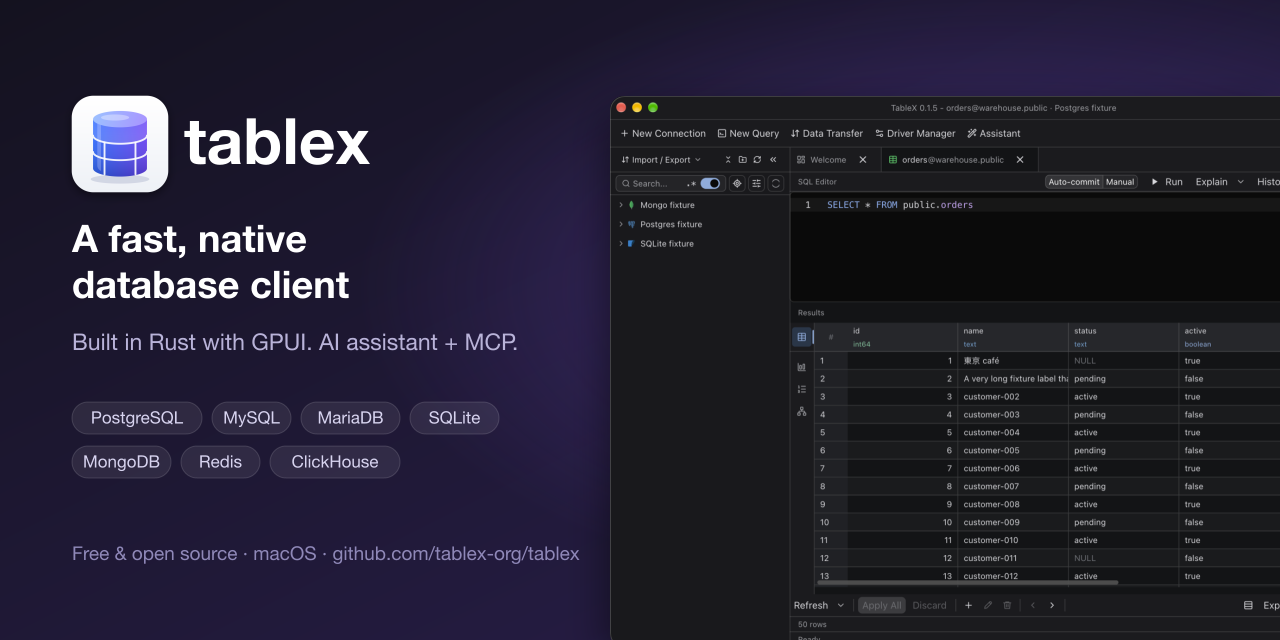 tablex
A fast, native
database client
Built in Rust with GPUI. AI assistant + MCP.
PostgreSQL MySQL MariaDB SQLite
MongoDB Redis ClickHouse
Free & open source · macOS · github.com/tablex-org/tablex
TableX 0.1.5 - orders@warehouse.public · Postgres fixture
New Connection New Query Data Transfer Driver Manager Assistant
Import / Export
Welcome orders@warehouse.public
Search... .*
SQL Editor Auto-commit Manual Run Explain Histo
Mongo fixture
Postgres fixture
SQLite fixture
1 SELECT * FROM public.orders
Results
# id name status active
int64 text text boolean
1 1 東京 café NULL true
2 2 A very long fixture label tha pending false
3 3 customer-002 active true
4 4 customer-003 pending false
5 5 customer-004 active true
6 6 customer-005 pending false
7 7 customer-006 active true
8 8 customer-007 pending false
9 9 customer-008 active true
10 10 customer-009 pending false
11 11 customer-010 active true
12 12 customer-011 NULL false
13 13 customer-012 active true
Refresh Apply All Discard Exp
50 rows
Ready